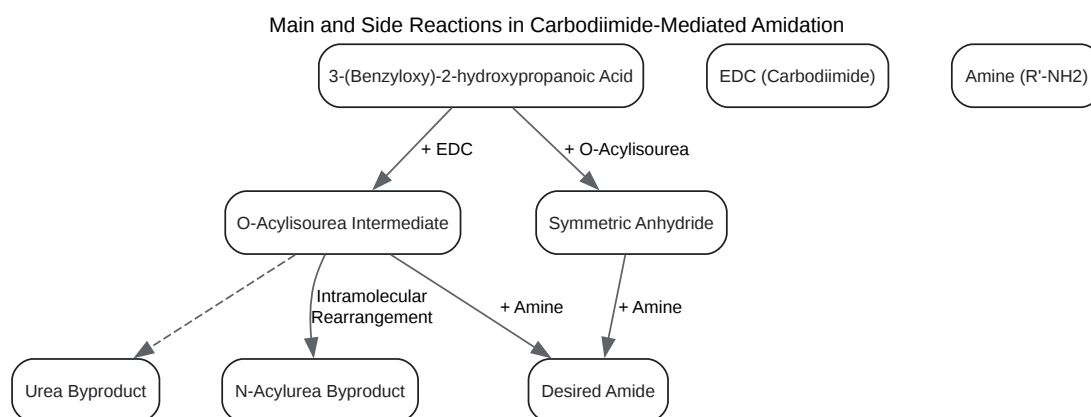 Main and Side Reactions in Carbodiimide-Mediated Amidation
3-(Benzyloxy)-2-hydroxypropanoic Acid
EDC (Carbodiimide)
Amine (R'-NH2)
+ EDC
+ O-Acylisourea
O-Acylisourea Intermediate
Symmetric Anhydride
Intramolecular
Rearrangement
+ Amine
+ Amine
Urea Byproduct
N-Acylurea Byproduct
Desired Amide